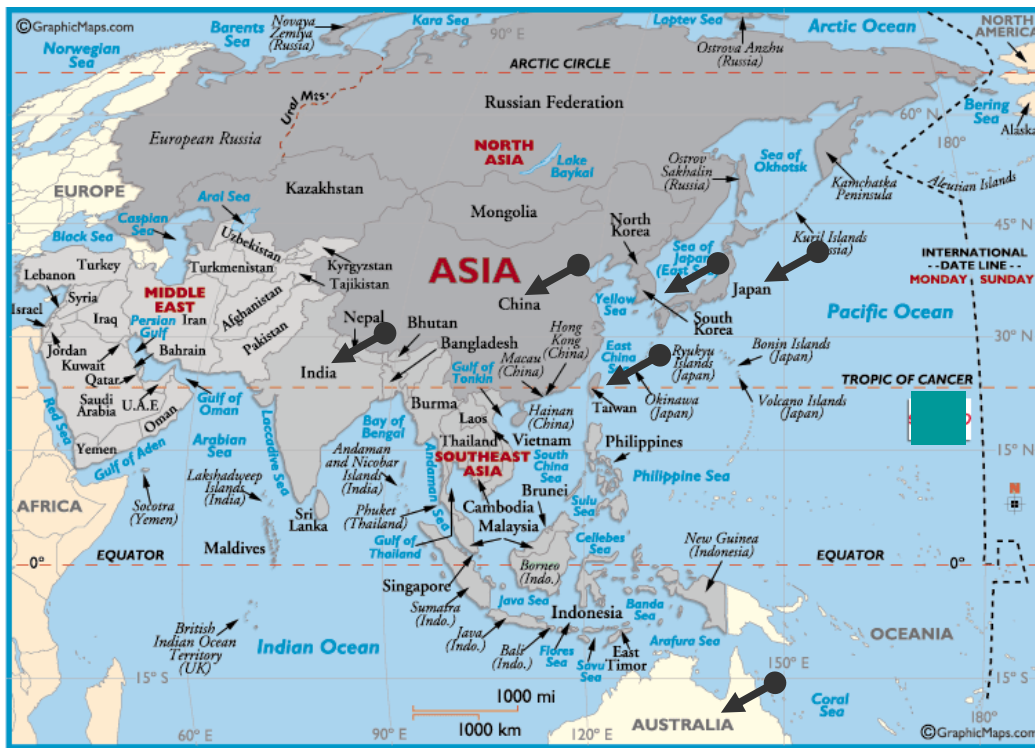 ©GraphicMaps.com
Norwegian
Sea
Barents
Sea
Novaya
Zemlya
(Russia)
Kara Sea
90° E
Laptev Sea
Ostrova Anzhu
(Russia)
Arctic Ocean
NORTH
AMERICA
ARCTIC CIRCLE
Ural Mts.
European Russia
Russian Federation
Bering
Sea
Alaska
60° N
180°
NORTH
ASIA
Lake
Baykal
Ostrov
Sakhalin
(Russia)
Sea of
Okhotsk
Kamchatka
Peninsula
Aleutian Islands
EUROPE
Kazakhstan
Aral Sea
Mongolia
North
Korea
Kuril Islands
45° N
Black Sea
Caspian
Sea
Uzbekistan
Turkmenistan
Kyrgyzstan
Tajikistan
ASIA
China
Sea of
Japan
(East
Japan
INTERNATIONAL
--DATE LINE--
MONDAY
SUNDAY
Lebanon
Turkey
Syria
Israel
MIDDLE
EAST
Iraq
Iran
Afghanistan
Pakistan
Persian
Gulf
Jordan
Kuwait
Bahrain
Qatar
Nepal
Bhutan
Bangladesh
India
Yellow
Sea
South
Korea
Pacific Ocean
30° N
Hong
Kong
(China)
Macau
(China)
East
China
Sea
Ryukyu
Islands
(Japan)
Bonin Islands
(Japan)
Gulf of
Tonkin
TROPIC OF CANCER
Saudi
Arabia
U.A.E
Oman
Gulf of
Oman
Burma
Laos
Hainan
(China)
Taiwan
Okinawa
(Japan)
Volcano Islands
(Japan)
Red Sea
Yemen
Gulf of Aden
Arabian
Sea
Laccadive Sea
Bay of
Bengal
Thailand
Vietnam
SOUTHEAST
ASIA
Philippines
South
China
Sea
Philippine Sea
15° N
AFRICA
Socotra
(Yemen)
Lakshadweep
Islands
(India)
Sri
Lanka
Andaman
and Nicobar
Islands
(India)
Andaman Sea
Phuket
(Thailand)
Gulf of
Thailand
Cambodia
Malaysia
Brunei
Sulu
Sea
N
Maldives
Cellebes
Sea
New Guinea
(Indonesia)
0°
EQUATOR
Singapore
Borneo
(Indo.)
EQUATOR
0°
Sumatra
(Indo.)
Java Sea
Indonesia
Banda
Sea
British
Indian Ocean
Territory
(UK)
Indian Ocean
Java
(Indo.)
Bali
(Indo.)
Flores
Sea
Savu
Sea
East
Timor
Arafura Sea
OCEANIA
15° S
1000 mi
1000 km
150° E
15° S
AUSTRALIA
Coral
Sea
60° E
90° E
120° E
180°
©GraphicMaps.com